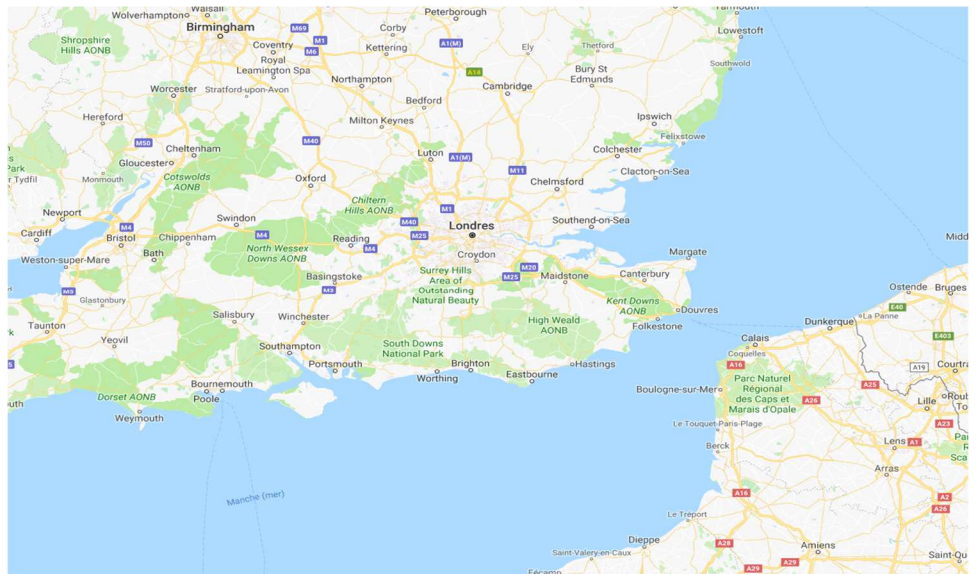 Yarmouth
Walsall
Wolverhampton
Peterborough
Birmingham
M69
Corby
Lowestoft
M1
A1(M)
Shropshire
Hills AONB
Coventry
M6
Kettering
Ely
Thetford
Royal
Leamington Spa
Southwold
A14
Bury St
Edmunds
Northampton
Cambridge
Worcester
Stratford-upon-Avon
Bedford
Hereford
Milton Keynes
Ipswich
Felixstowe
M50
M40
Cheltenham
Colchester
Luton
A1(M)
Park
Gloucester
M11
Clacton-on-Sea
r Tydfil
Monmouth
Cotswolds
AONB
Oxford
Chelmsford
Chiltern
Hills AONB
Newport
Swindon
M1
M40
Londres
Southend-on-Sea
Cardiff
M4
Bristol
Chippenham
M4
Reading
M4
M25
Midd
Bath
North Wessex
Downs AONB
Croydon
Margate
Weston-super-Mare
Basingstoke
Surrey Hills
Area of
Outstanding
Natural Beauty
M25
M20
Maidstone
Canterbury
M5
M3
Glastonbury
Ostende
Bruges
Kent Downs
AONB
Douvres
E40
Salisbury
Winchester
High Weald
AONB
Folkestone
Dunkerque
La Panne
Taunton
k
Yeovil
E403
Calais
Southampton
South Downs
National Park
Coquelles
5
Portsmouth
Brighton
Hastings
A16
A19
Courtra
Worthing
Eastbourne
Bournemouth
Parc Naturel
Régional
des Caps et
Marais d'Opale
A25
Dorset AONB
Poole
Boulogne-sur-Mer
A26
Lille
Roub
To
outh
Weymouth
Le Touquet-Paris-Plage
A23
Berck
Lens
A1
Pa
R
Sca
Arras
Manche (mer)
A16
A2
A26
Le Tréport
Dieppe
A28
Amiens
Saint-Valery-en-Caux
A29
Saint-Qu
A29
Fécamp